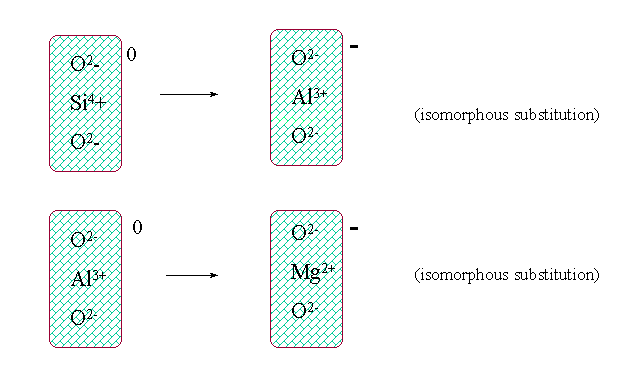 O²- 0
Si⁴+
O²-
O²- -
Al³⁺
O²-
(isomorphous substitution)
O²- 0
Al³⁺
O²-
O²- -
Mg²⁺
O²-
(isomorphous substitution)